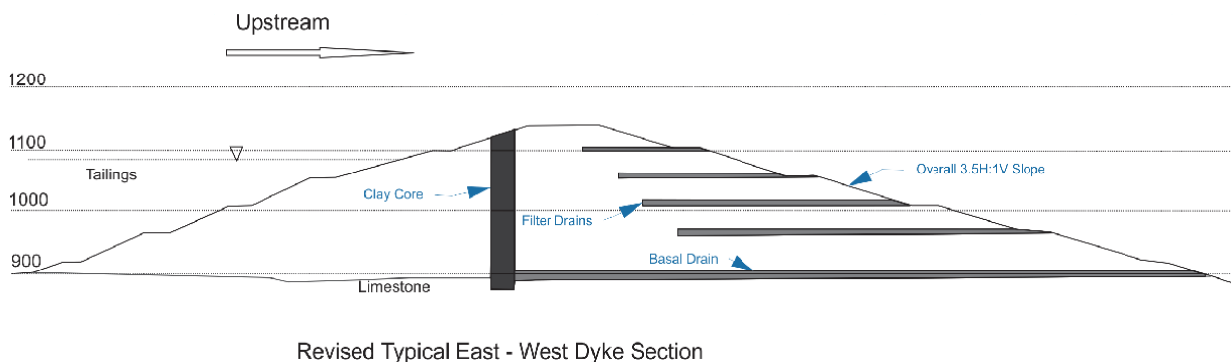 Upstream
1200
1100
Tailings
Clay Core
Overall 3.5H:1V Slope
1000
Filter Drains
900
Basal Drain
Limestone
Revised Typical East - West Dyke Section